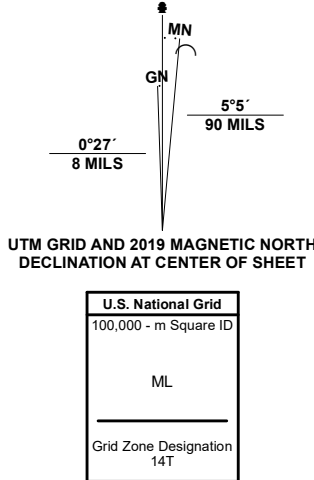 MN
GN
5°5´
90 MILS
0°27´
8 MILS
UTM GRID AND 2019 MAGNETIC NORTH
DECLINATION AT CENTER OF SHEET
U.S. National Grid
100,000 - m Square ID
ML
Grid Zone Designation
14T